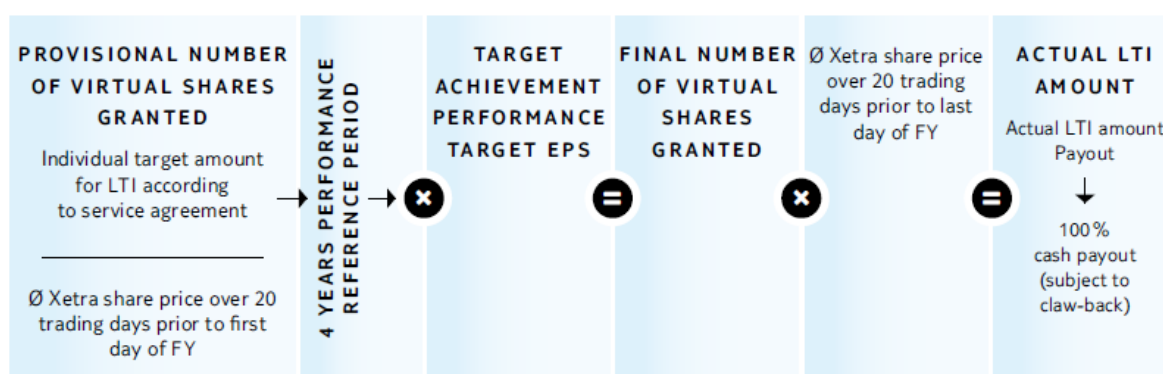 PROVISIONAL NUMBER
OF VIRTUAL SHARES
GRANTED
Individual target amount
for LTI according
to service agreement
Ø Xetra share price over 20
trading days prior to first
day of FY
4 YEARS PERFORMANCE
REFERENCE PERIOD
×
TARGET
ACHIEVEMENT
PERFORMANCE
TARGET EPS
=
FINAL NUMBER
OF VIRTUAL
SHARES
GRANTED
×
Ø Xetra share price
over 20 trading
days prior to last
day of FY
=
ACTUAL LTI
AMOUNT
Actual LTI amount
Payout
100 %
cash payout
(subject to
claw-back)